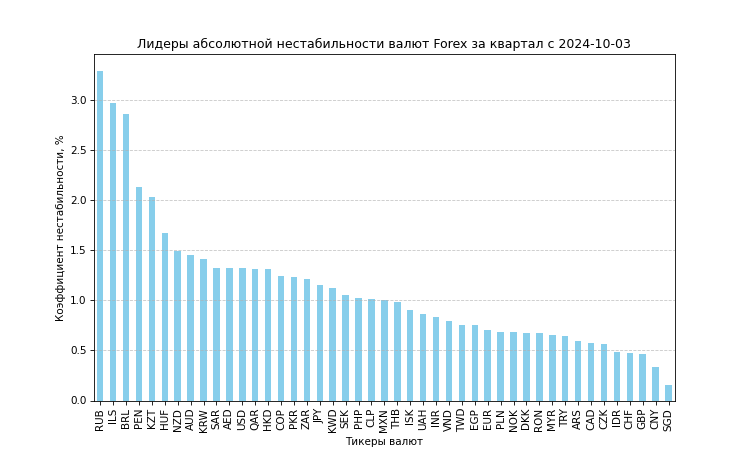 Лидеры абсолютной нестабильности валют Forex за квартал с 2024-10-03
Коэффициент нестабильности, %
3.0
2.5
2.0
1.5
1.0
0.5
0.0
RUB ILS BRL PEN KZT HUF NZD AUD KRW SAR AED USD QAR HKD COP PKR ZAR JPY KWD SEK PHP CLP MXN THB ISK UAH INR VND TWD EGP EUR PLN NOK DKK RON MYR TRY ARS CAD CZK IDR CHF GBP CNY SGD
Тикеры валют